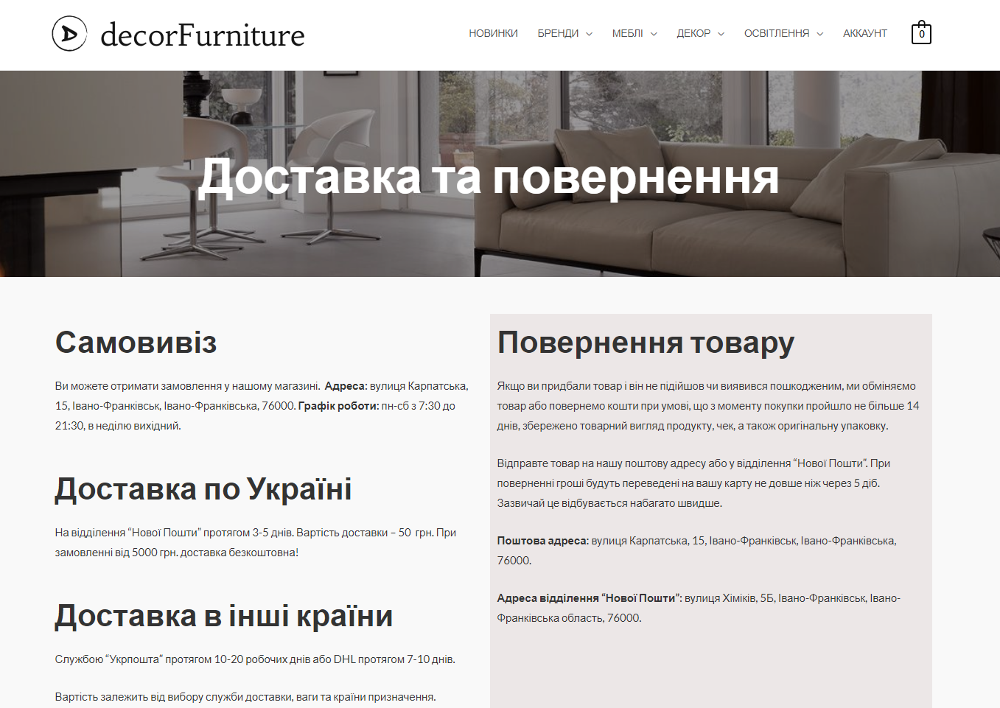 decorFurniture
НОВИНКИ БРЕНДИ МЕБЛІ ДЕКОР ОСВІТЛЕННЯ АККАУНТ 0
Доставка та повернення
Самовивіз
Ви можете отримати замовлення у нашому магазині. Адреса: вулиця Карпатська,
15, Івано-Франківськ, Івано-Франківська, 76000. Графік роботи: пн-сб з 7:30 до
21:30, в неділю вихідний.
Доставка по Україні
На відділення “Нової Пошти” протягом 3-5 днів. Вартість доставки – 50 грн. При
замовленні від 5000 грн. доставка безкоштовна!
Доставка в інші країни
Службою “Укрпошта” протягом 10-20 робочих днів або DHL протягом 7-10 днів.
Вартість залежить від вибору служби доставки, ваги та країни призначення.
Повернення товару
Якщо ви придбали товар і він не підійшов чи виявився пошкодженим, ми обміняємо
товар або повернемо кошти при умові, що з моменту покупки пройшло не більше 14
днів, збережено товарний вигляд продукту, чек, а також оригінальну упаковку.
Відправте товар на нашу поштову адресу або у відділення “Нової Пошти”. При
поверненні гроші будуть переведені на вашу карту не довше ніж через 5 діб.
Зазвичай це відбувається набагато швидше.
Поштова адреса: вулиця Карпатська, 15, Івано-Франківськ, Івано-Франківська,
76000.
Адреса відділення “Нової Пошти”: вулиця Хіміків, 5Б, Івано-Франківськ, Івано-
Франківська область, 76000.